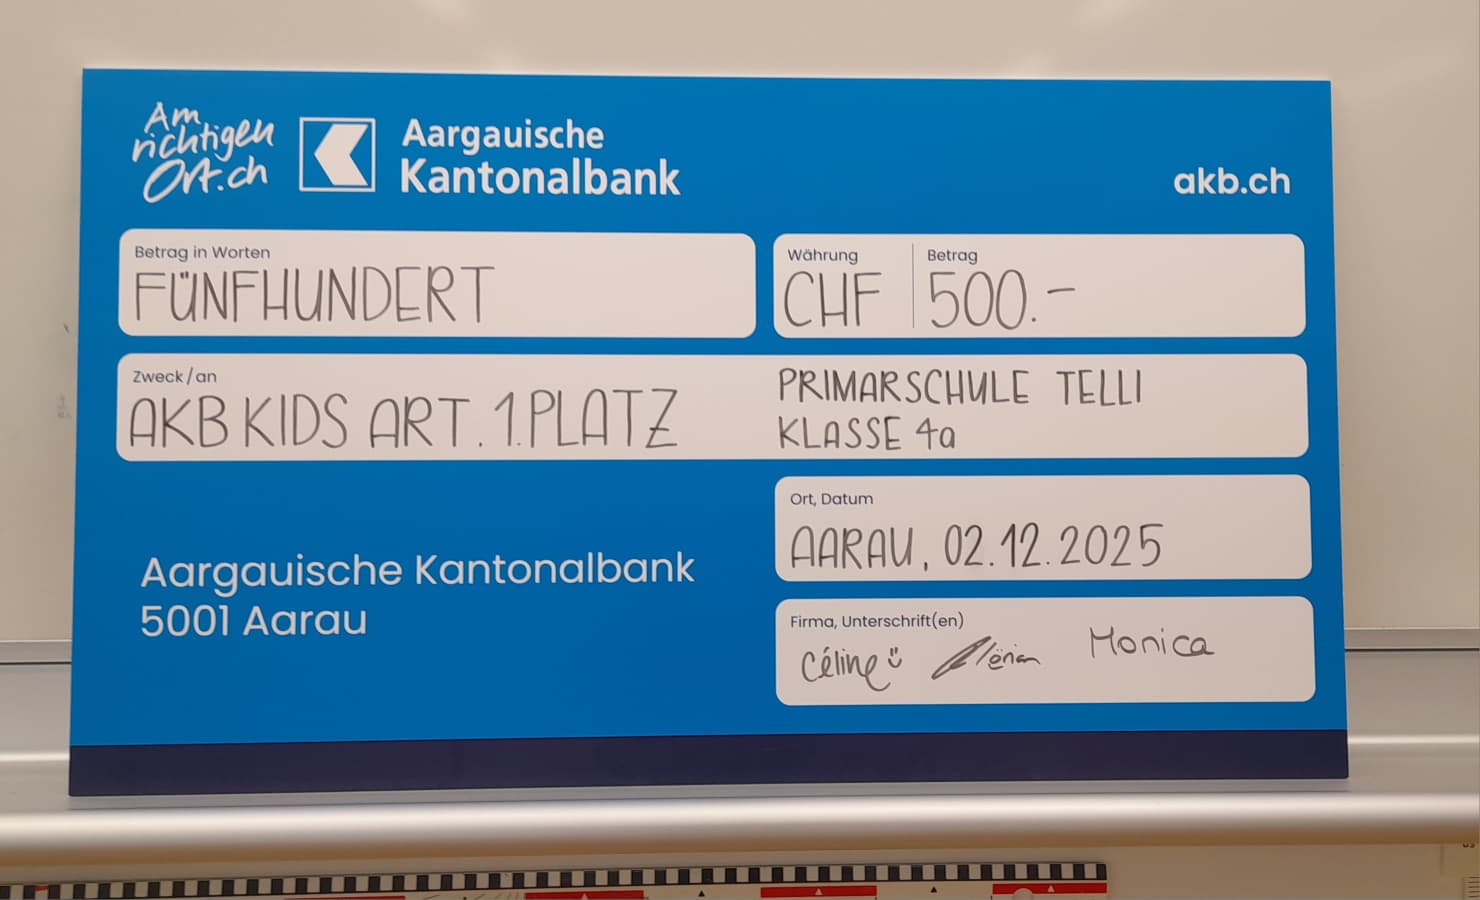 Am
richtigen
Ort.ch
Aargauische
Kantonalbank
akb.ch
Betrag in Worten
FÜNFHUNDERT
Währung
CHF
Betrag
500.–
Zweck/an
AKB KIDS ART. 1.PLATZ
PRIMARSCHULE TELLI
KLASSE 4a
Ort, Datum
AARAU, 02.12.2025
Aargauische Kantonalbank
5001 Aarau
Firma, Unterschrift(en)
Céline Monica